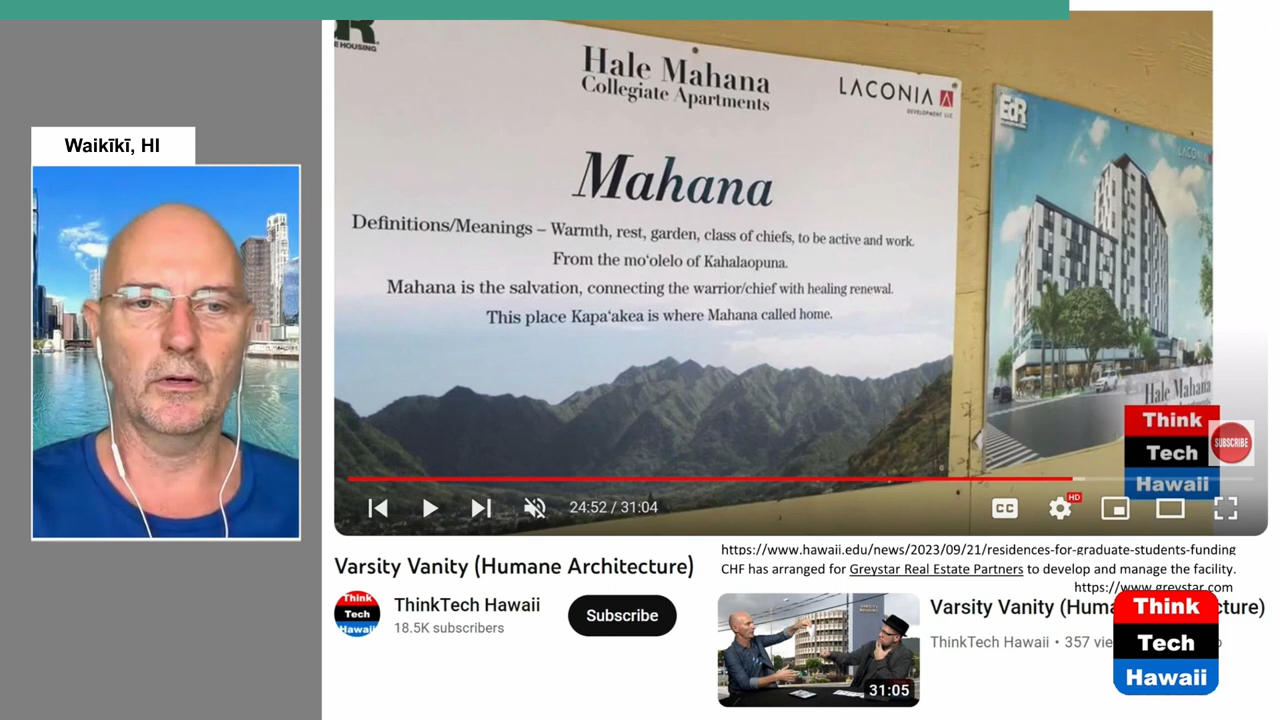 Waikīkī, HI
E HOUSING
Hale Mahana
Collegiate Apartments
LACONIA
DEVELOPMENT LLC
Mahana
Definitions/Meanings – Warmth, rest, garden, class of chiefs, to be active and work.
From the mo‘olelo of Kahalaopuna.
Mahana is the salvation, connecting the warrior/chief with healing renewal.
This place Kapa‘akea is where Mahana called home.
EdR
LACONIA
Hale Mahana
Think
Tech
Hawaii
SUBSCRIBE
24:52 / 31:04
CC
HD
Varsity Vanity (Humane Architecture)
Think
Tech
Hawaii
ThinkTech Hawaii
18.5K subscribers
Subscribe
https://www.hawaii.edu/news/2023/09/21/residences-for-graduate-students-funding
CHF has arranged for Greystar Real Estate Partners to develop and manage the facility.
https://www.greystar.com
31:05
Varsity Vanity (Huma cture)
ThinkTech Hawaii • 357 vie
Think
Tech
Hawaii